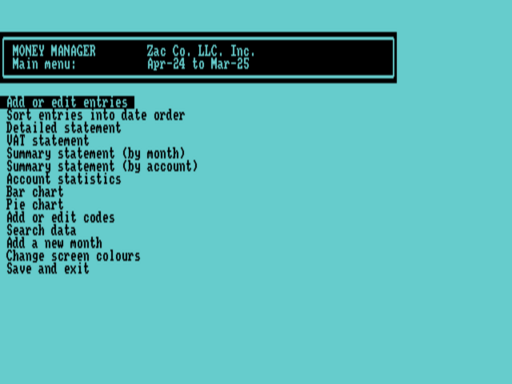 MONEY MANAGER Zac Co. LLC. Inc.
Main menu: Apr-24 to Mar-25
Add or edit entries
Sort entries into date order
Detailed statement
VAT statement
Summary statement (by month)
Summary statement (by account)
Account statistics
Bar chart
Pie chart
Add or edit codes
Search data
Add a new month
Change screen colours
Save and exit